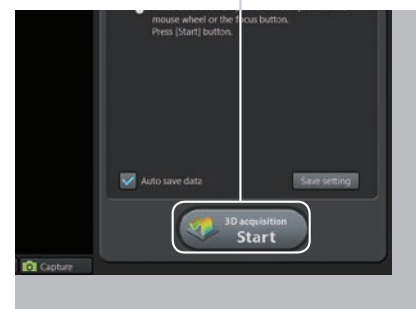 mouse wheel or the focus button.
Press [Start] button.
Auto save data
Save setting
3D acquisition
Start
Capture